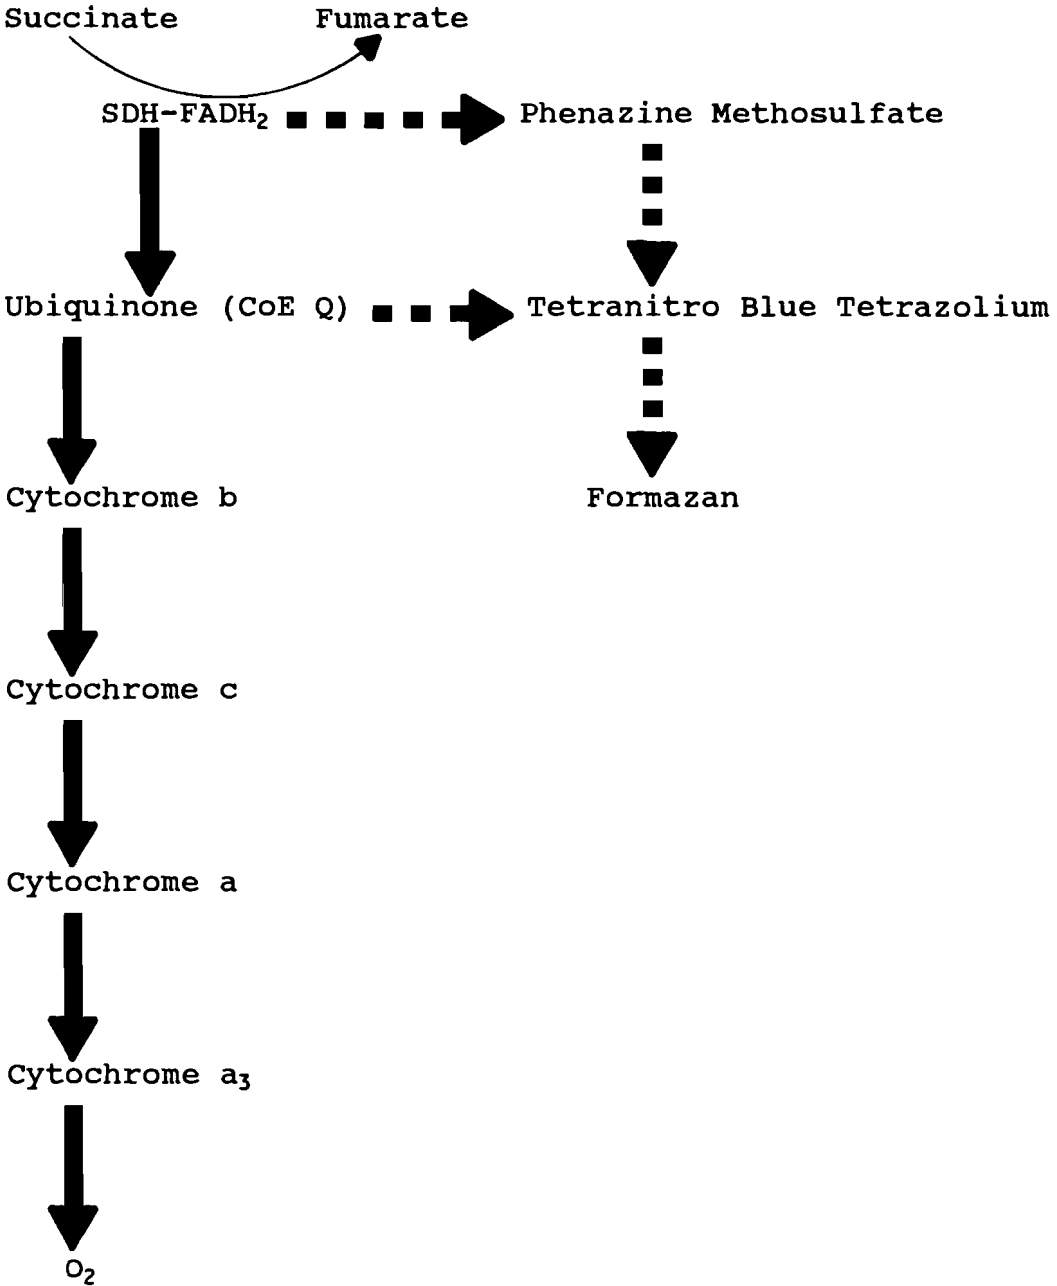 Succinate Fumarate
SDH-FADH₂ Phenazine Methosulfate
Ubiquinone (CoE Q) Tetranitro Blue Tetrazolium
Cytochrome b Formazan
Cytochrome c
Cytochrome a
Cytochrome a₃
O₂